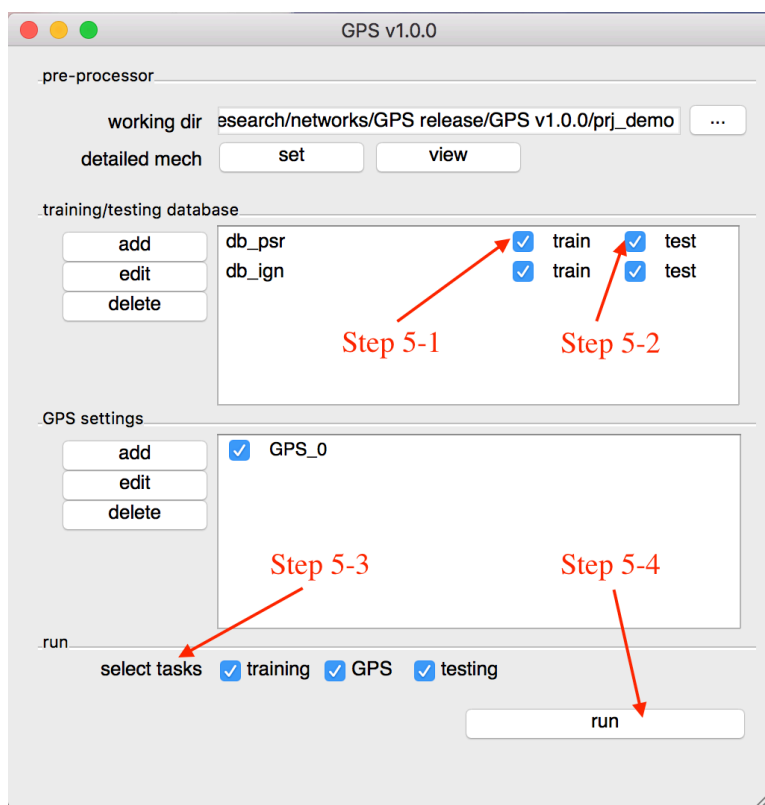 GPS v1.0.0
pre-processor
working dir esearch/networks/GPS release/GPS v1.0.0/prj_demo ...
detailed mech set view
training/testing database
add db_psr train test
edit db_ign train test
delete
Step 5-1 Step 5-2
GPS settings
add GPS_0
edit
delete
Step 5-3 Step 5-4
run
select tasks training GPS testing
run